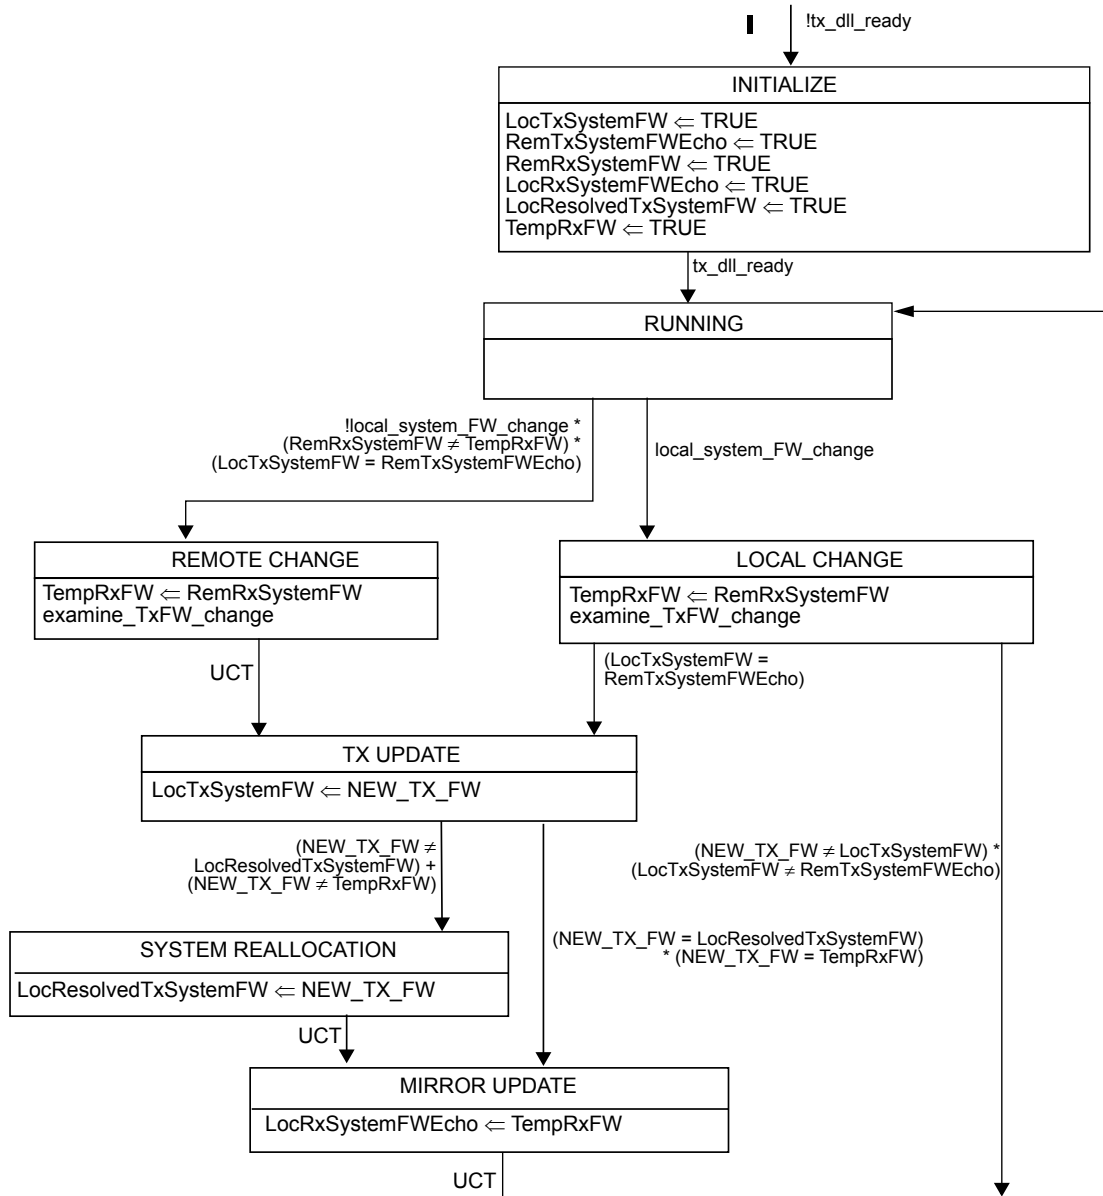 !tx_dll_ready
INITIALIZE
LocTxSystemFW ⇐ TRUE
RemTxSystemFWEcho ⇐ TRUE
RemRxSystemFW ⇐ TRUE
LocRxSystemFWEcho ⇐ TRUE
LocResolvedTxSystemFW ⇐ TRUE
TempRxFW ⇐ TRUE
tx_dll_ready
RUNNING
!local_system_FW_change *
(RemRxSystemFW ≠ TempRxFW) *
(LocTxSystemFW = RemTxSystemFWEcho)
local_system_FW_change
REMOTE CHANGE
TempRxFW ⇐ RemRxSystemFW
examine_TxFW_change
LOCAL CHANGE
TempRxFW ⇐ RemRxSystemFW
examine_TxFW_change
UCT
(LocTxSystemFW =
RemTxSystemFWEcho)
TX UPDATE
LocTxSystemFW ⇐ NEW_TX_FW
(NEW_TX_FW ≠
LocResolvedTxSystemFW) +
(NEW_TX_FW ≠ TempRxFW)
(NEW_TX_FW ≠ LocTxSystemFW) *
(LocTxSystemFW ≠ RemTxSystemFWEcho)
(NEW_TX_FW = LocResolvedTxSystemFW)
* (NEW_TX_FW = TempRxFW)
SYSTEM REALLOCATION
LocResolvedTxSystemFW ⇐ NEW_TX_FW
UCT
MIRROR UPDATE
LocRxSystemFWEcho ⇐ TempRxFW
UCT